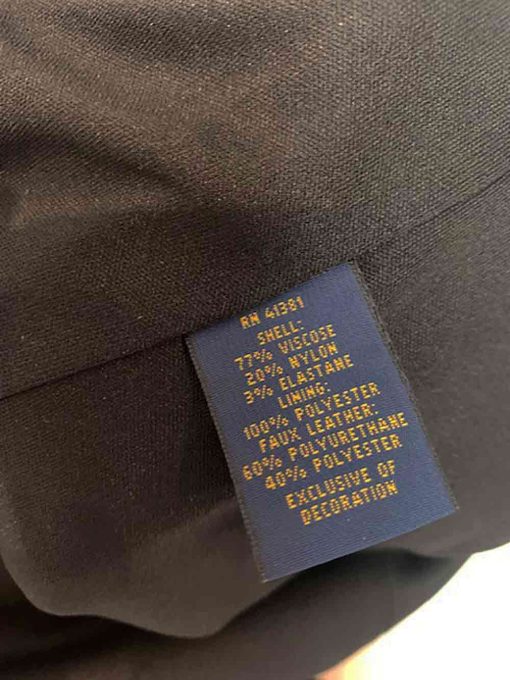 RN 41381
SHELL:
77% VISCOSE
20% NYLON
3% ELASTANE
LINING:
100% POLYESTER
FAUX LEATHER:
60% POLYURETHANE
40% POLYESTER
EXCLUSIVE OF
DECORATION